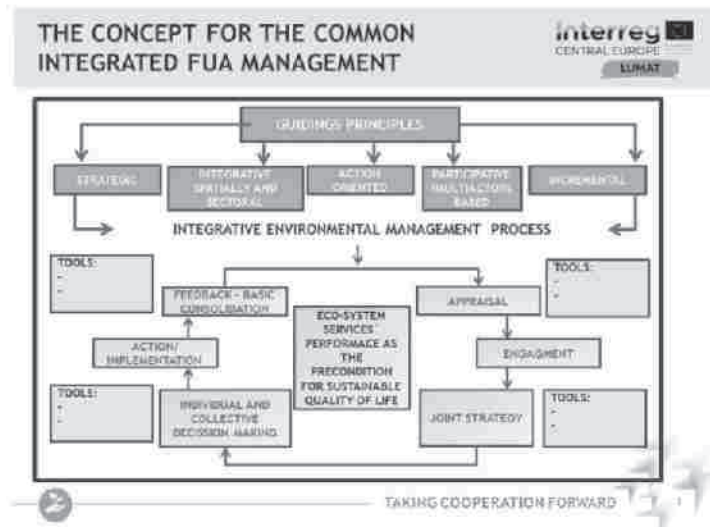 THE CONCEPT FOR THE COMMON
INTEGRATED FUA MANAGEMENT
Interreg
CENTRAL EUROPE
LUMAT
GUIDINGS PRINCIPLES
STRATEGIC
INTEGRATIVE
SPATIALLY AND
SECTORAL
ACTION
ORIENTED
PARTICIPATIVE
MULTIACTORS
BASED
INCREMENTAL
INTEGRATIVE ENVIRONMENTAL MANAGEMENT PROCESS
TOOLS:
-
-
FEEDBACK - BASIC
CONSOLIDATION
APPRAISAL
TOOLS:
-
-
ECO-SYSTEM
SERVICES
PERFORMACE AS
THE
PRECONDITION
FOR SUSTAINABLE
QUALITY OF LIFE
ACTION/
IMPLEMENTATION
ENGAGMENT
TOOLS:
-
-
INDIVIDUAL AND
COLLECTIVE
DECISION MAKING
JOINT STRATEGY
TOOLS:
-
-
TAKING COOPERATION FORWARD